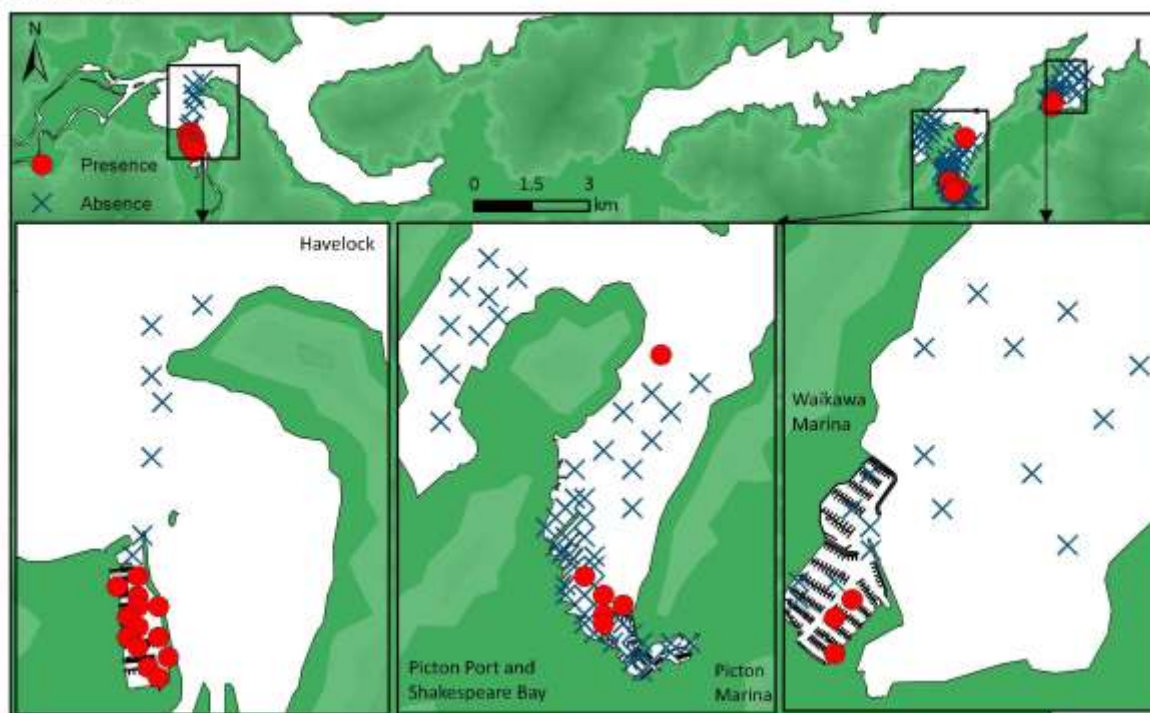 N
Presence
Absence
0 1.5 3
km
Havelock
Picton Port and
Shakespeare Bay
Picton
Marina
Waikawa
Marina